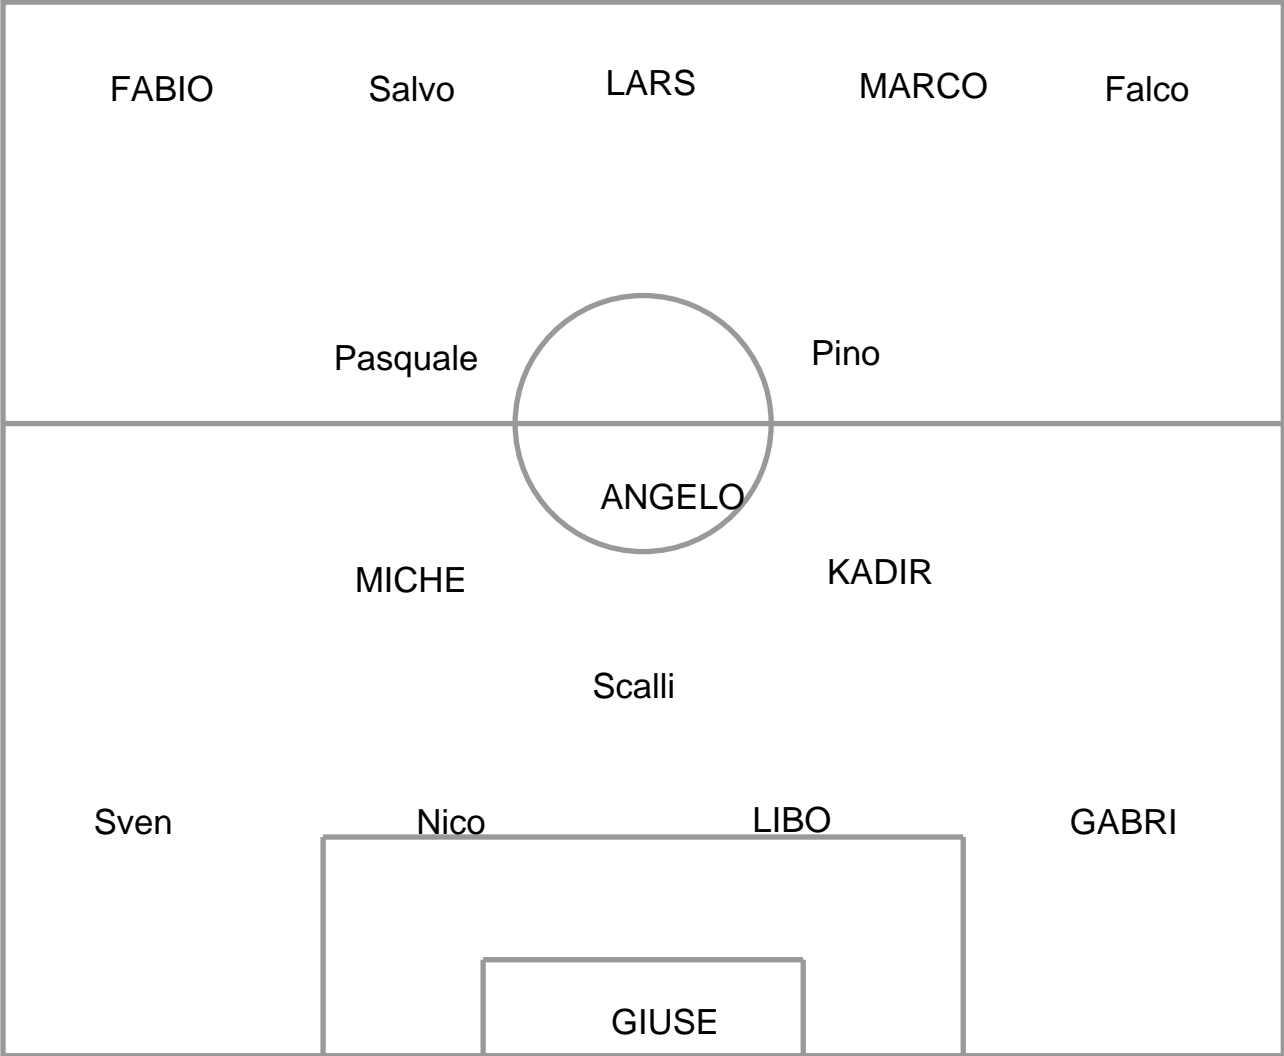 FABIO Salvo LARS MARCO Falco
Pasquale Pino
ANGELO
MICHE KADIR
Scalli
Sven Nico LIBO GABRI
GIUSE